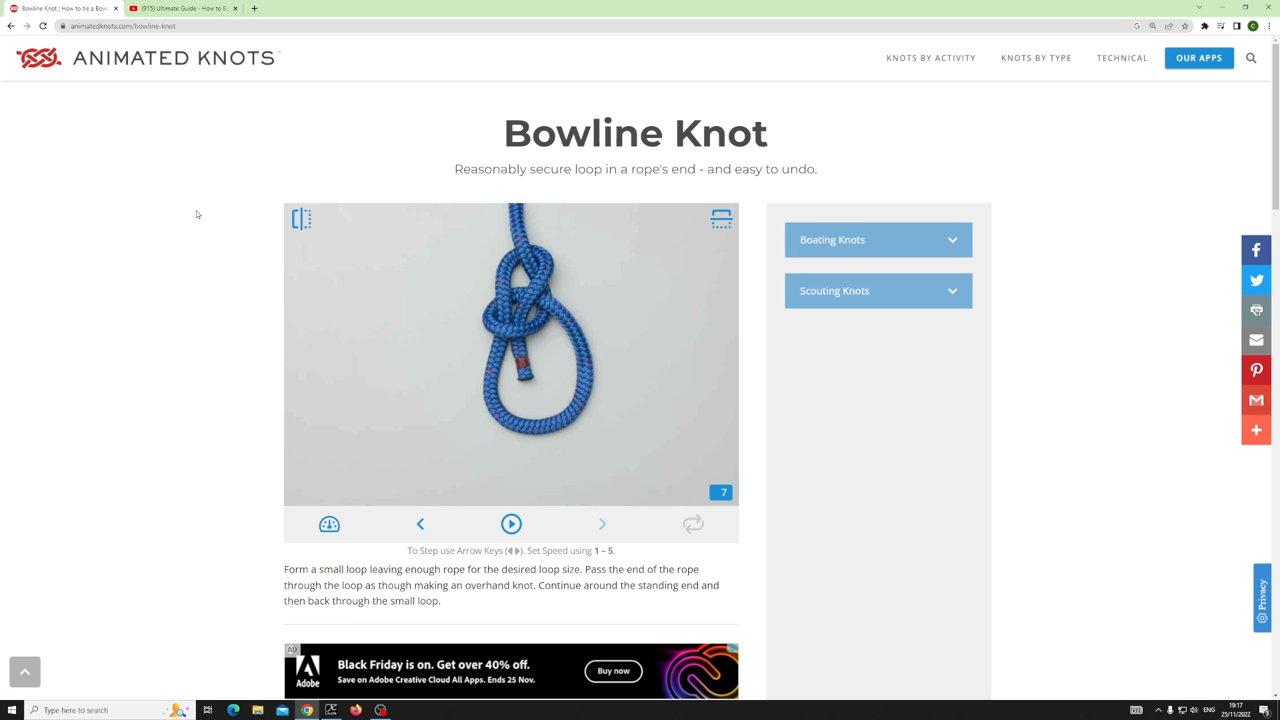 Bowline Knot | How to tie a Bowl
(915) Ultimate Guide - How to B
animatedknots.com/bowline-knot
ANIMATED KNOTS
KNOTS BY ACTIVITY
KNOTS BY TYPE
TECHNICAL
OUR APPS
Bowline Knot
Reasonably secure loop in a rope's end - and easy to undo.
Boating Knots
Scouting Knots
7
To Step use Arrow Keys (). Set Speed using 1 – 5.
Form a small loop leaving enough rope for the desired loop size. Pass the end of the rope
through the loop as though making an overhand knot. Continue around the standing end and
then back through the small loop.
Privacy
AD
Adobe
Black Friday is on. Get over 40% off.
Save on Adobe Creative Cloud All Apps. Ends 25 Nov.
Buy now
Type here to search
ENG
19:17
25/11/2022